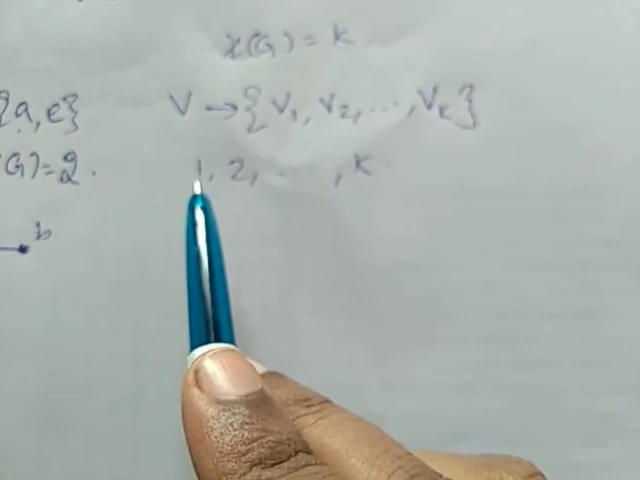 χ(G) = k
{a, e} V → {V₁, V₂, ..., Vₖ}
(G) = 2. 1, 2, ... , k
b